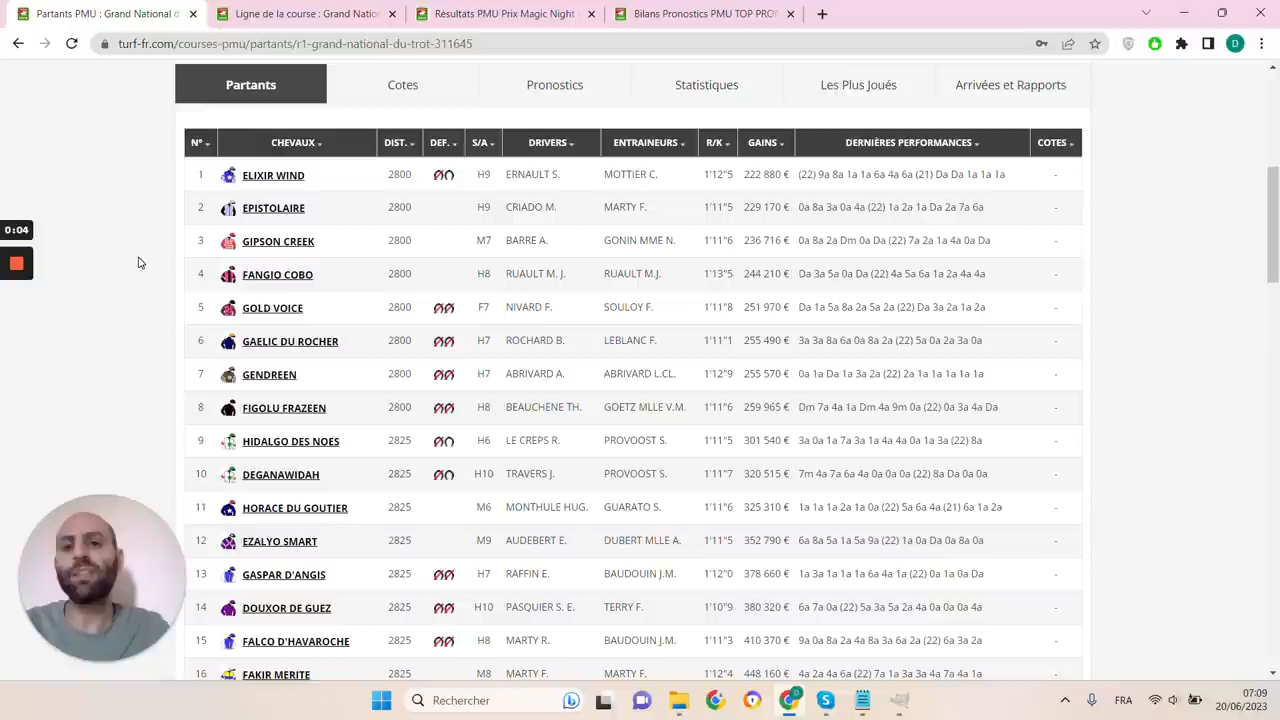 Partants PMU : Grand National d
Ligne de la course : Grand Natio
Résultats PMU Prix Magic Night
Bilans Pronostics PMU TOP PRO
turf-fr.com/courses-pmu/partants/r1-grand-national-du-trot-311545
D
Partants Cotes Pronostics Statistiques Les Plus Joués Arrivées et Rapports
N° CHEVAUX DIST. DEF. S/A DRIVERS ENTRAINEURS R/K GAINS DERNIÈRES PERFORMANCES COTES
1 ELIXIR WIND 2800 H9 ERNAULT S. MOTTIER C. 1'12"5 222 880 € (22) 9a 8a 1a 1a 6a 4a 6a (21) Da Da 1a 1a 1a -
2 EPISTOLAIRE 2800 H9 CRIADO M. MARTY F. 1'11"5 229 170 € 0a 8a 3a 0a 4a (22) 1a 2a 1a Da 2a 7a 6a -
0:04
3 GIPSON CREEK 2800 M7 BARRE A. GONIN MME N. 1'11"6 236 716 € 0a 8a 2a Dm 0a Da (22) 7a 2a 1a 4a 0a Da -
4 FANGIO COBO 2800 H8 RUAULT M. J. RUAULT M.J. 1'13"5 244 210 € Da 3a 5a 0a Da (22) 4a 5a 6a 1a 2a 4a 4a -
5 GOLD VOICE 2800 F7 NIVARD F. SOULOY F. 1'11"8 251 970 € Da 1a 5a 8a 2a 5a 2a (22) Da 3a 2a 1a 2a -
6 GAELIC DU ROCHER 2800 H7 ROCHARD B. LEBLANC F. 1'11"1 255 490 € 3a 3a 8a 6a 0a 8a 2a (22) 5a 0a 2a 3a 0a -
7 GENDREEN 2800 H7 ABRIVARD A. ABRIVARD L.CL. 1'12"9 255 570 € 0a 1a Da 1a 3a 2a (22) 2a 1a 1a 1a 1a 1a -
8 FIGOLU FRAZEEN 2800 H8 BEAUCHENE TH. GOETZ MLLE V.M. 1'11"6 259 965 € Dm 7a 4a 1a Dm 4a 9m 0a (22) 0a 3a 4a Da -
9 HIDALGO DES NOES 2825 H6 LE CREPS R. PROVOOST S. 1'11"5 301 540 € 3a 0a 1a 7a 3a 1a 4a 4a 0a 1a 3a (22) 8a -
10 DEGANAWIDAH 2825 H10 TRAVERS J. PROVOOST S. 1'11"7 320 515 € 7m 4a 7a 6a 4a 0a 0a 0a (22) 8a Da 0a 0a -
11 HORACE DU GOUTIER 2825 M6 MONTHULE HUG. GUARATO S. 1'11"6 325 310 € 1a 1a 1a 2a 1a 0a (22) 5a 6a 4a (21) 6a 1a 2a -
12 EZALYO SMART 2825 M9 AUDEBERT E. DUBERT MLLE A. 1'11"5 352 790 € 6a 8a 5a 1a 5a 9a (22) 1a 0a Da 0a 8a 0a -
13 GASPAR D'ANGIS 2825 H7 RAFFIN E. BAUDOUIN J.M. 1'12"0 378 660 € 1a 3a 1a 1a 1a 6a 4a 1a (22) 0a 1a 0a Da -
14 DOUXOR DE GUEZ 2825 H10 PASQUIER S. E. TERRY F. 1'10"9 380 320 € 6a 7a 0a (22) 5a 3a 5a 2a 4a 0a 0a 0a 4a -
15 FALCO D'HAVAROCHE 2825 H8 MARTY R. BAUDOUIN J.M. 1'11"3 410 370 € 9a 0a 8a 2a 4a 8a 3a 6a 2a (22) 6a 3a 2a -
16 FAKIR MERITE 2825 M8 MARTY F. MARTY F. 1'12"4 448 160 € 4a 2a 4a 6a (22) 7a 1a 3a 3a 4a 7a 4a 1a -
Rechercher
FRA
07:09
20/06/2023